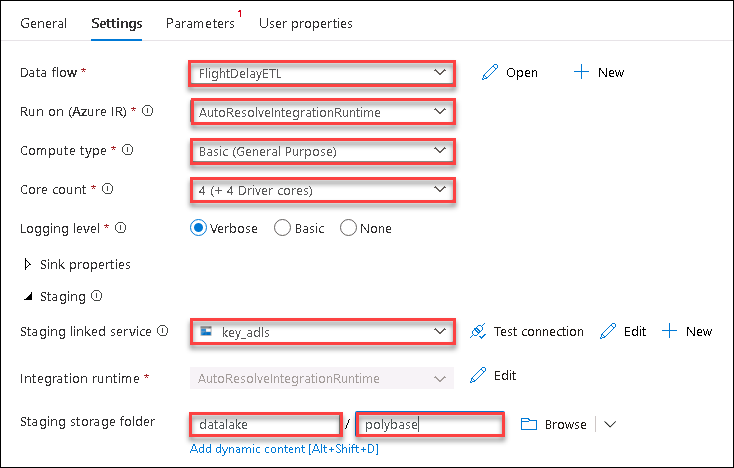 General Settings Parameters 1 User properties
Data flow * FlightDelayETL Open New
Run on (Azure IR) * AutoResolveIntegrationRuntime
Compute type * Basic (General Purpose)
Core count * 4 (+ 4 Driver cores)
Logging level * Verbose Basic None
Sink properties
Staging
Staging linked service key_adls Test connection Edit New
Integration runtime * AutoResolveIntegrationRuntime Edit
Staging storage folder datalake / polybase Browse
Add dynamic content [Alt+Shift+D]